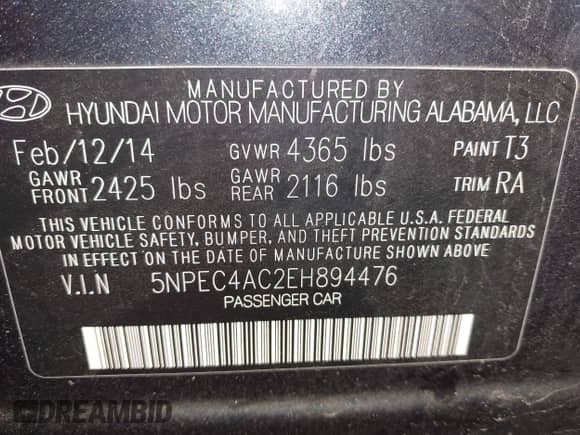 MANUFACTURED BY
HYUNDAI MOTOR MANUFACTURING ALABAMA, LLC
Feb/12/14 GVWR 4365 lbs PAINT T3
GAWR FRONT 2425 lbs GAWR REAR 2116 lbs TRIM RA
THIS VEHICLE CONFORMS TO ALL APPLICABLE U.S.A. FEDERAL
MOTOR VEHICLE SAFETY, BUMPER, AND THEFT PREVENTION STANDARDS
IN EFFECT ON THE DATE OF MANUFACTURE SHOWN ABOVE
V.I.N 5NPEC4AC2EH894476
PASSENGER CAR
DREAMBID